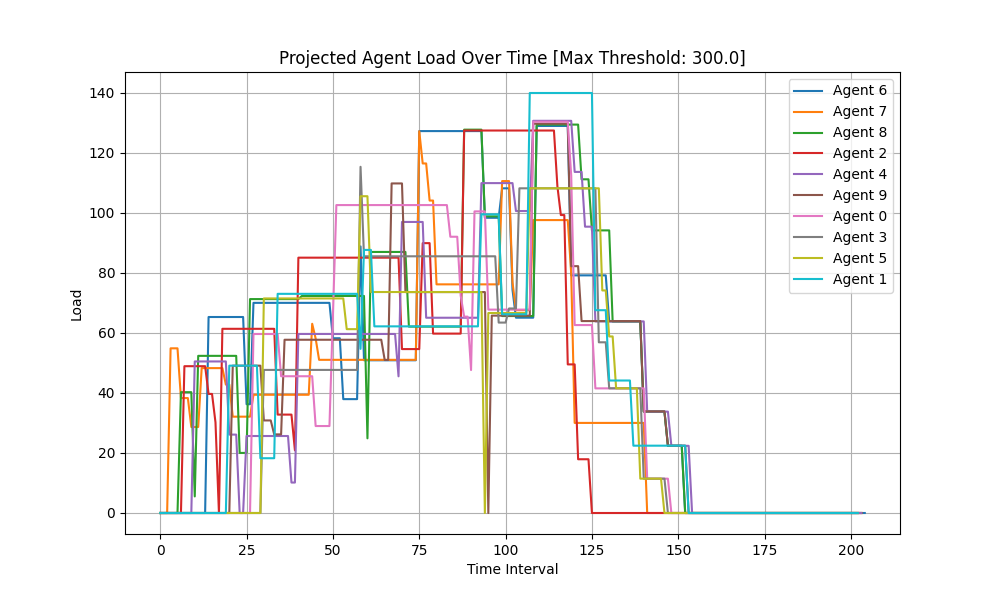 Projected Agent Load Over Time [Max Threshold: 300.0]
Load
140
120
100
80
60
40
20
0
0 25 50 75 100 125 150 175 200
Time Interval
Agent 6
Agent 7
Agent 8
Agent 2
Agent 4
Agent 9
Agent 0
Agent 3
Agent 5
Agent 1